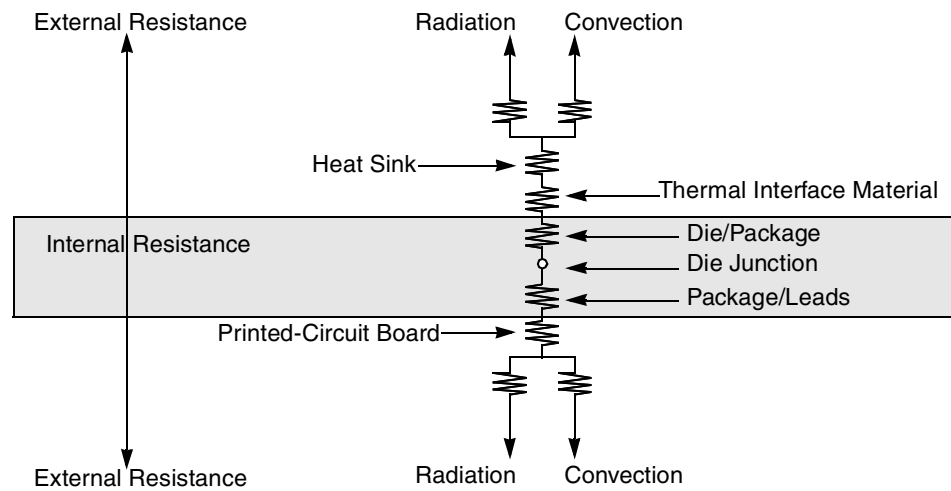 External Resistance
Radiation
Convection
Heat Sink
Thermal Interface Material
Internal Resistance
Die/Package
Die Junction
Package/Leads
Printed-Circuit Board
External Resistance
Radiation
Convection